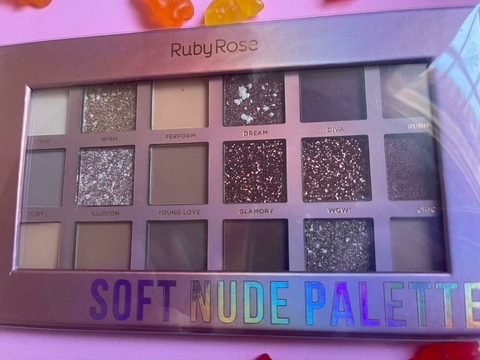 RubyRose
WISH PERFORM DREAM DIVA
ILLUSION YOUNG LOVE GLAMORY WOW!
SOFT NUDE PALETTE